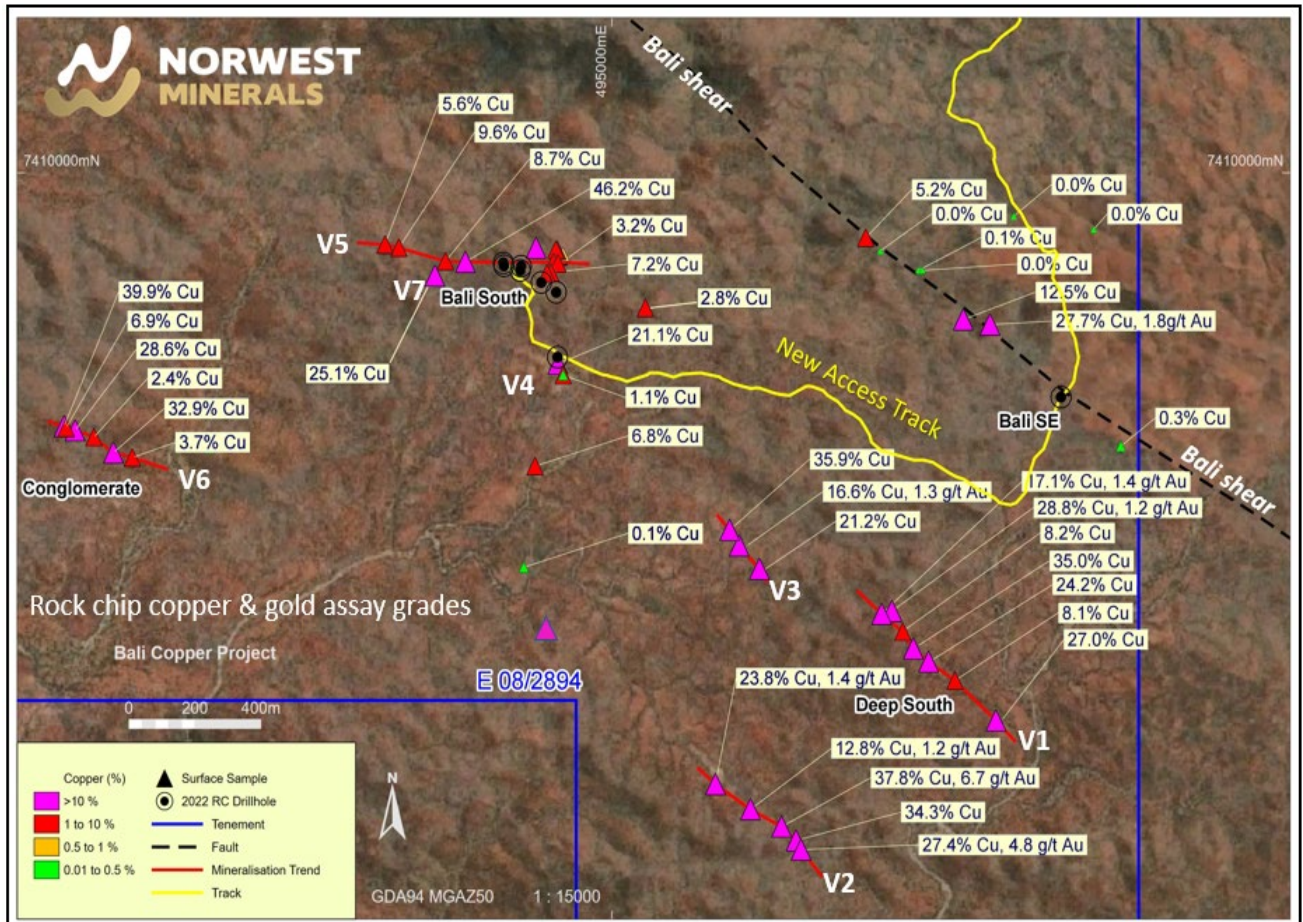 NORWEST
MINERALS
495000mE
Bali shear
7410000mN
7410000mN
5.6% Cu
9.6% Cu
8.7% Cu
46.2% Cu
3.2% Cu
7.2% Cu
V5
V7
Bali South
25.1% Cu
2.8% Cu
21.1% Cu
V4
1.1% Cu
6.8% Cu
0.1% Cu
5.2% Cu
0.0% Cu
0.0% Cu
0.0% Cu
0.1% Cu
0.0% Cu
12.5% Cu
27.7% Cu, 1.8g/t Au
New Access Track
Bali SE
0.3% Cu
Bali shear
39.9% Cu
6.9% Cu
28.6% Cu
2.4% Cu
32.9% Cu
3.7% Cu
V6
Conglomerate
35.9% Cu
16.6% Cu, 1.3 g/t Au
21.2% Cu
V3
17.1% Cu, 1.4 g/t Au
28.8% Cu, 1.2 g/t Au
8.2% Cu
35.0% Cu
24.2% Cu
8.1% Cu
27.0% Cu
Deep South
V1
23.8% Cu, 1.4 g/t Au
12.8% Cu, 1.2 g/t Au
37.8% Cu, 6.7 g/t Au
34.3% Cu
27.4% Cu, 4.8 g/t Au
V2
Rock chip copper & gold assay grades
Bali Copper Project
E 08/2894
0 200 400m
Copper (%)
>10 %
1 to 10 %
0.5 to 1 %
0.01 to 0.5 %
Surface Sample
2022 RC Drillhole
Tenement
Fault
Mineralisation Trend
Track
N
GDA94 MGAZ50 1 : 15000